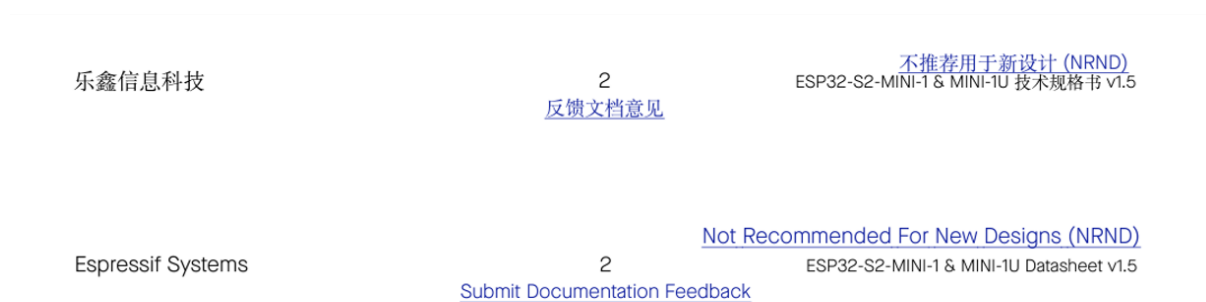 不推荐用于新设计 (NRND)
乐鑫信息科技 2 ESP32-S2-MINI-1 & MINI-1U 技术规格书 v1.5
反馈文档意见
Not Recommended For New Designs (NRND)
Espressif Systems 2 ESP32-S2-MINI-1 & MINI-1U Datasheet v1.5
Submit Documentation Feedback